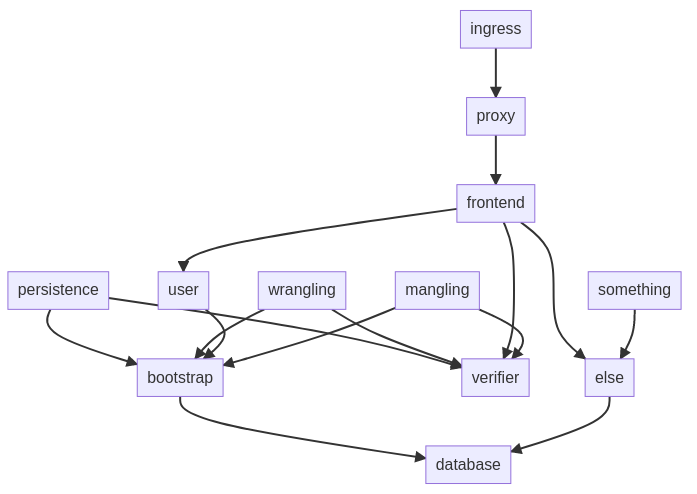 ingress
proxy
frontend
persistence
user
wrangling
mangling
something
bootstrap
verifier
else
database